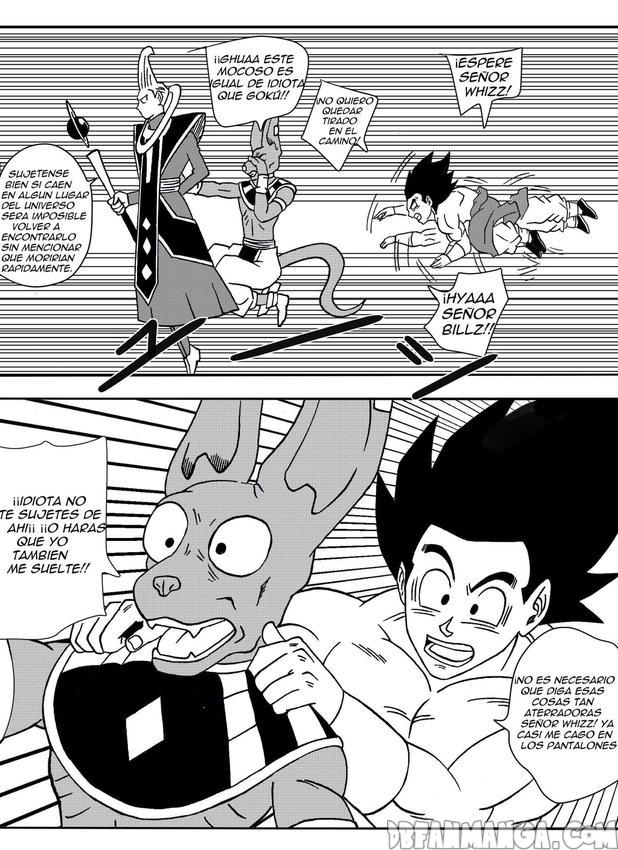 ¡ESPERE
SEÑOR
WHIZZ!
¡¡GHUAA ESTE
MOCOSO ES
IGUAL DE IDIOTA
QUE GOKÚ!!
¡NO QUIERO
QUEDAR
TIRADO
EN EL
CAMINO!
SUJETENSE
BIEN SI CAEN
EN ALGUN LUGAR
DEL UNIVERSO
SERA IMPOSIBLE
VOLVER A
ENCONTRARLO
SIN MENCIONAR
QUE MORIRIAN
RAPIDAMENTE.
¡HYAAA
SEÑOR
BILLZ!!
¡¡IDIOTA NO
TE SUJETES DE
AHI¡¡ ¡¡O HARAS
QUE YO
TAMBIEN
ME SUELTE!!
¡NO ES NECESARIO
QUE DIGA ESAS
COSAS TAN
ATERRADORAS
SEÑOR WHIZZ! YA
CASI ME CAGO EN
LOS PANTALONES
DBFANMANGA.COM